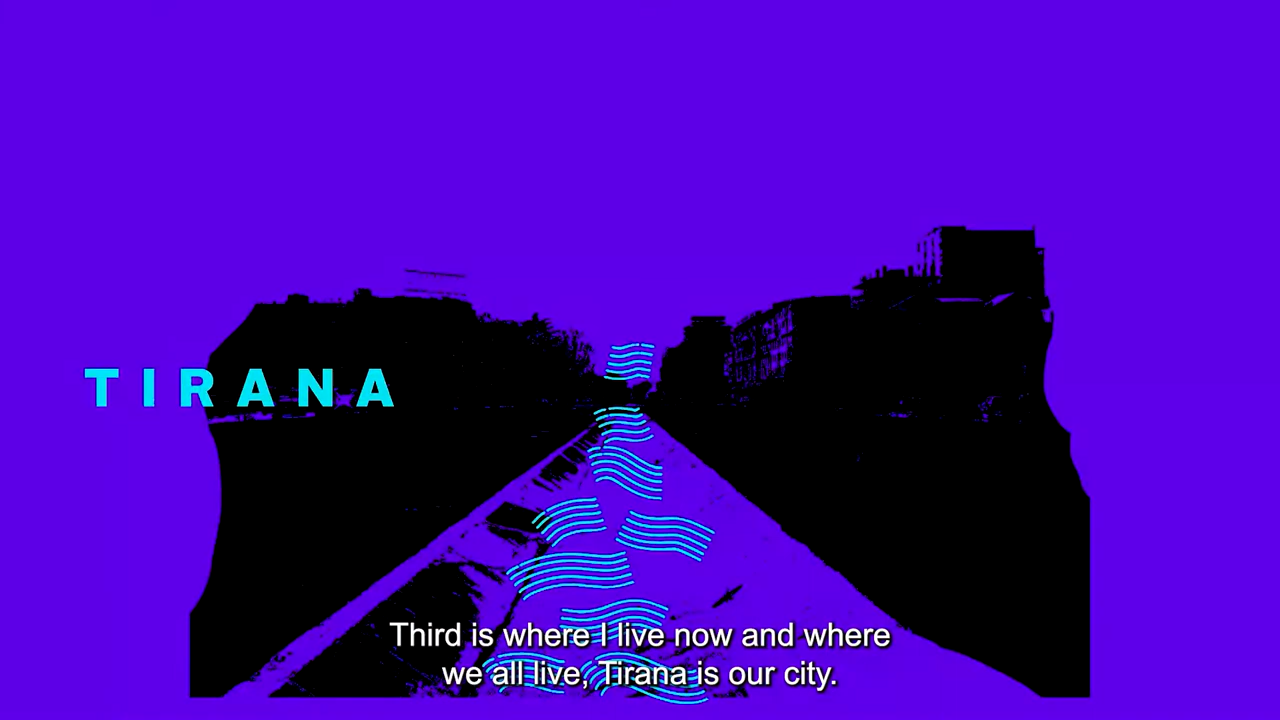 TIRANA
Third is where I live now and where
we all live, Tirana is our city.